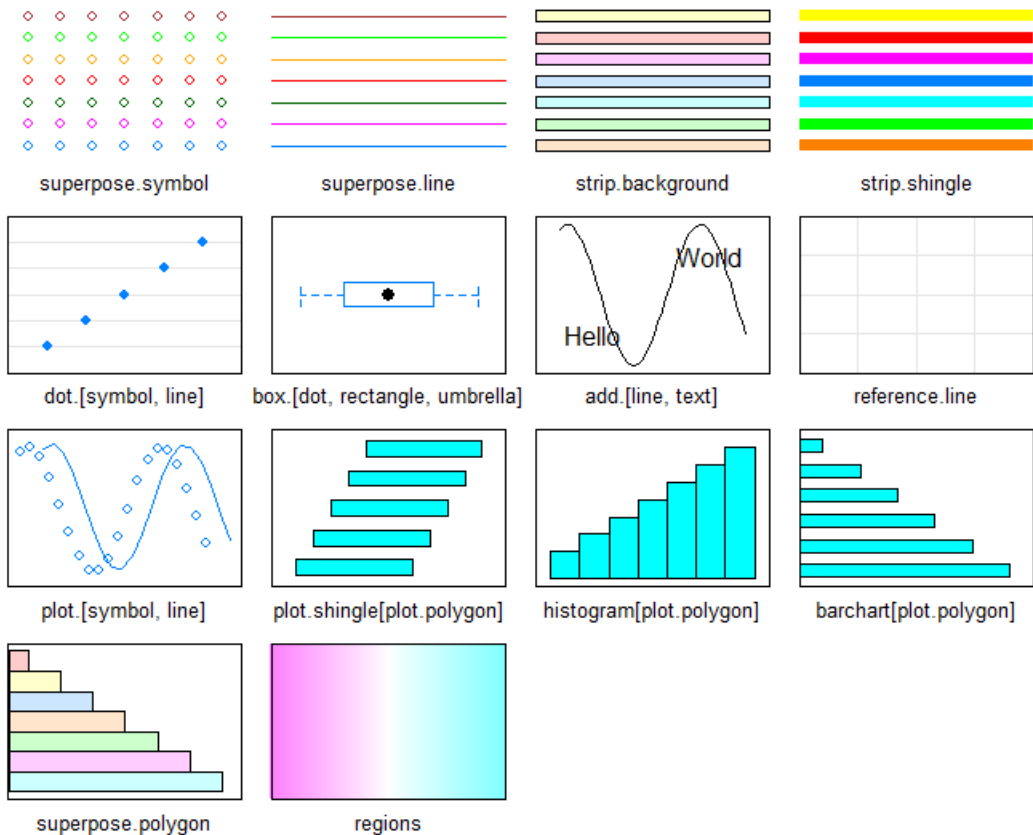 superpose.symbol
superpose.line
strip.background
strip.shingle
World
Hello
dot.[symbol, line]
box.[dot, rectangle, umbrella]
add.[line, text]
reference.line
plot.[symbol, line]
plot.shingle[plot.polygon]
histogram[plot.polygon]
barchart[plot.polygon]
superpose.polygon
regions